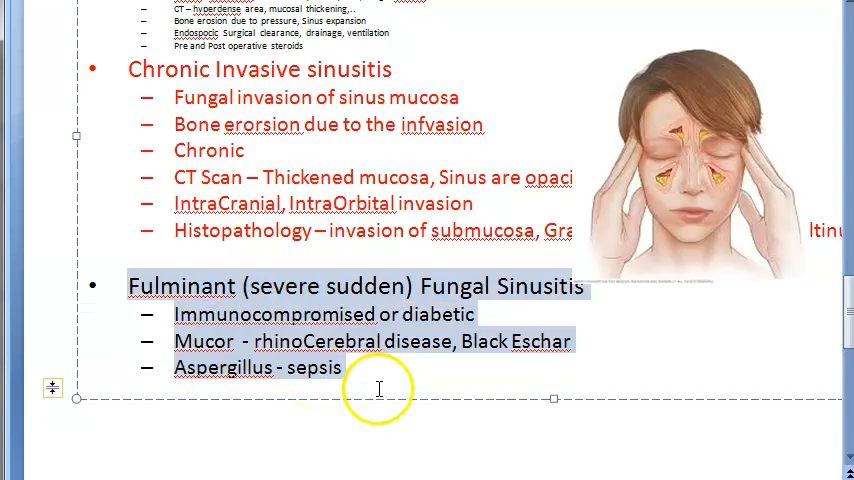 CT – hyperdense area, mucosal thickening,..
Bone erosion due to pressure, Sinus expansion
Endospocic Surgical clearance, drainage, ventilation
Pre and Post operative steroids
Chronic Invasive sinusitis
Fungal invasion of sinus mucosa
Bone erorsion due to the infvasion
Chronic
CT Scan – Thickened mucosa, Sinus are opaci
IntraCranial, IntraOrbital invasion
Histopathology – invasion of submucosa, Gra ltinu
Fulminant (severe sudden) Fungal Sinusitis
Immunocompromised or diabetic
Mucor - rhinoCerebral disease, Black Eschar
Aspergillus - sepsis